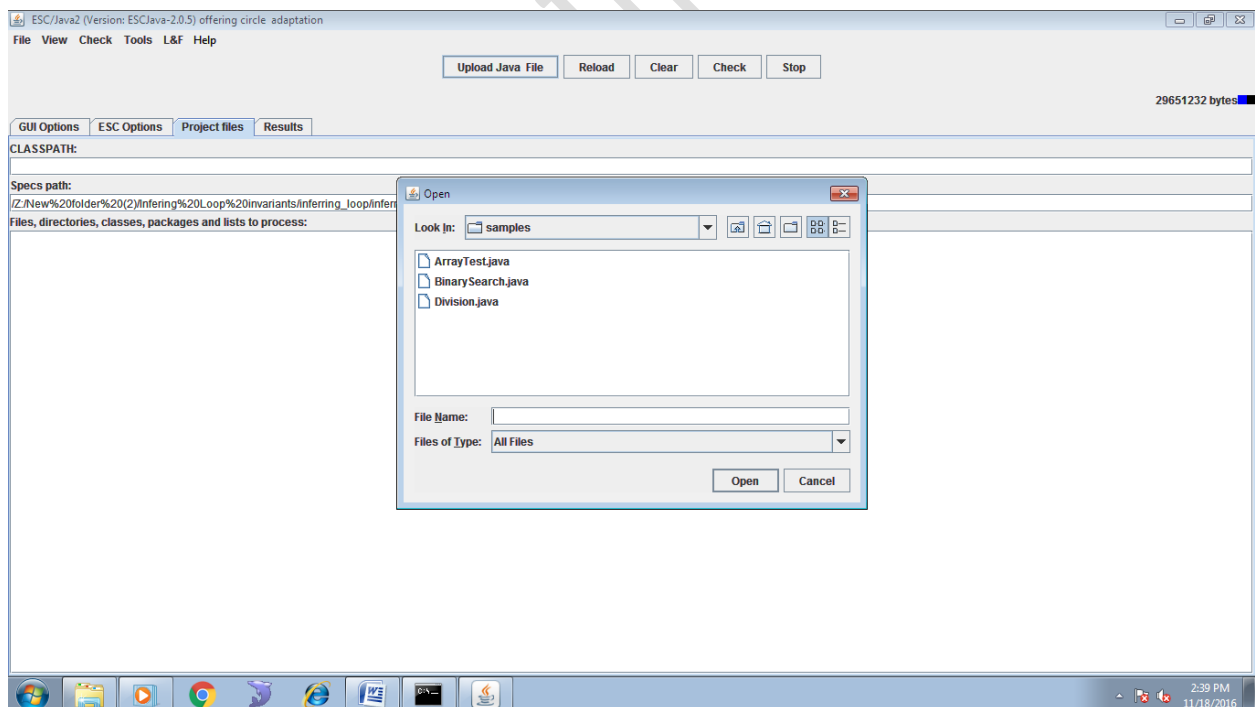 ESC/Java2 (Version: ESCJava-2.0.5) offering circle adaptation
File View Check Tools L&F Help
Upload Java File Reload Clear Check Stop
29651232 bytes
GUI Options ESC Options Project files Results
CLASSPATH:
Specs path:
/Z:/New%20folder%20(2)/Infering%20Loop%20invariants/inferring_loop/inferr
Files, directories, classes, packages and lists to process:
Open
Look In: samples
ArrayTest.java
BinarySearch.java
Division.java
File Name:
Files of Type: All Files
Open Cancel
2:39 PM
11/18/2016